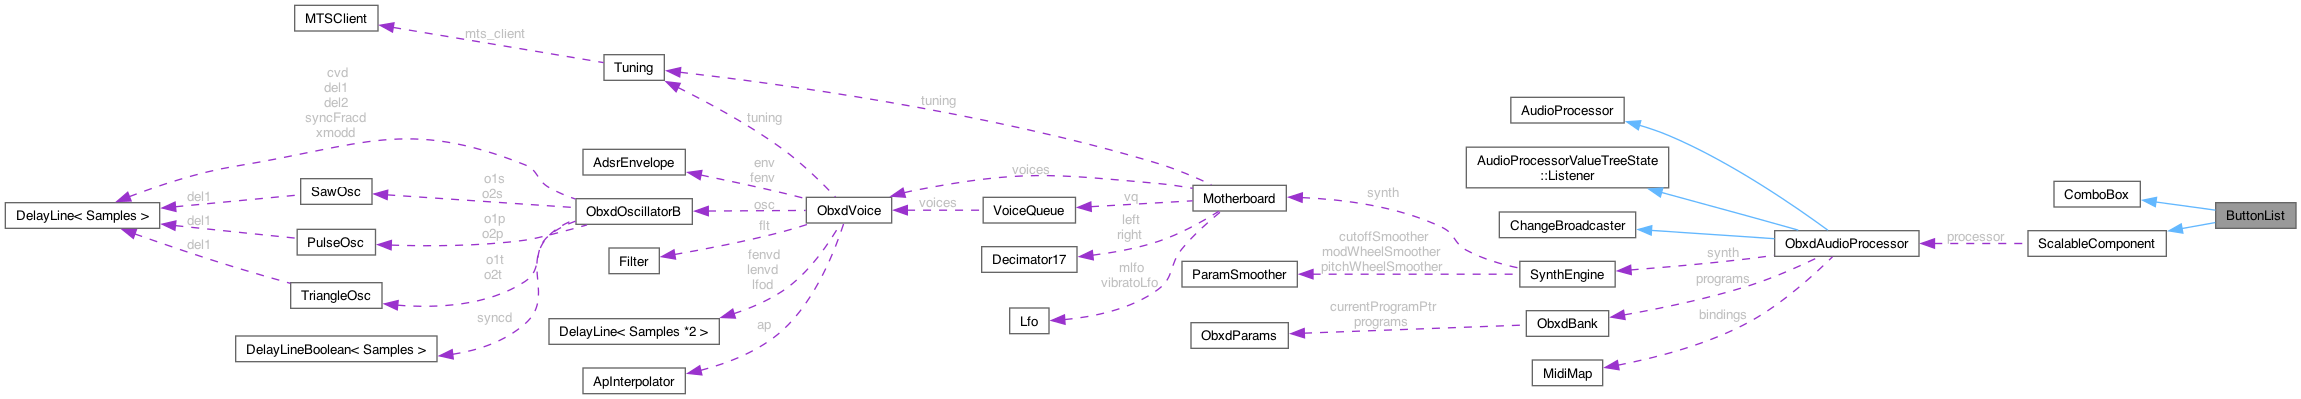 MTSClient
mts_client
Tuning
cvd
del1
del2
syncFracd
xmodd
tuning
tuning
AudioProcessor
AdsrEnvelope
env
fenv
voices
AudioProcessorValueTreeState
::Listener
SawOsc
del1
o1s
o2s
synth
ComboBox
DelayLine< Samples >
ObxdOscillatorB
osc
ObxdVoice
voices
VoiceQueue
vq
Motherboard
ButtonList
del1
PulseOsc
o1p
o2p
flt
left
right
ChangeBroadcaster
del1
Filter
Decimator17
cutoffSmoother
modWheelSmoother
pitchWheelSmoother
ObxdAudioProcessor
processor
ScalableComponent
o1t
o2t
fenvd
lenvd
lfod
mlfo
vibratoLfo
ParamSmoother
SynthEngine
synth
TriangleOsc
programs
syncd
DelayLine< Samples *2 >
ap
Lfo
currentProgramPtr
programs
ObxdParams
ObxdBank
bindings
DelayLineBoolean< Samples >
ApInterpolator
MidiMap